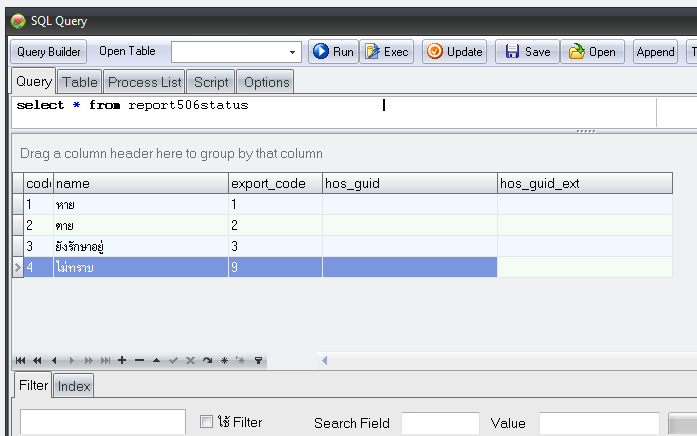 SQL Query
Query Builder Open Table Run Exec Update Save Open Append T
Query Table Process List Script Options
select * from report506status
Drag a column header here to group by that column
code name export_code hos_guid hos_guid_ext
1 หาย 1
2 ตาย 2
3 ยังรักษาอยู่ 3
4 ไม่ทราบ 9
Filter Index
ใช้ Filter Search Field Value